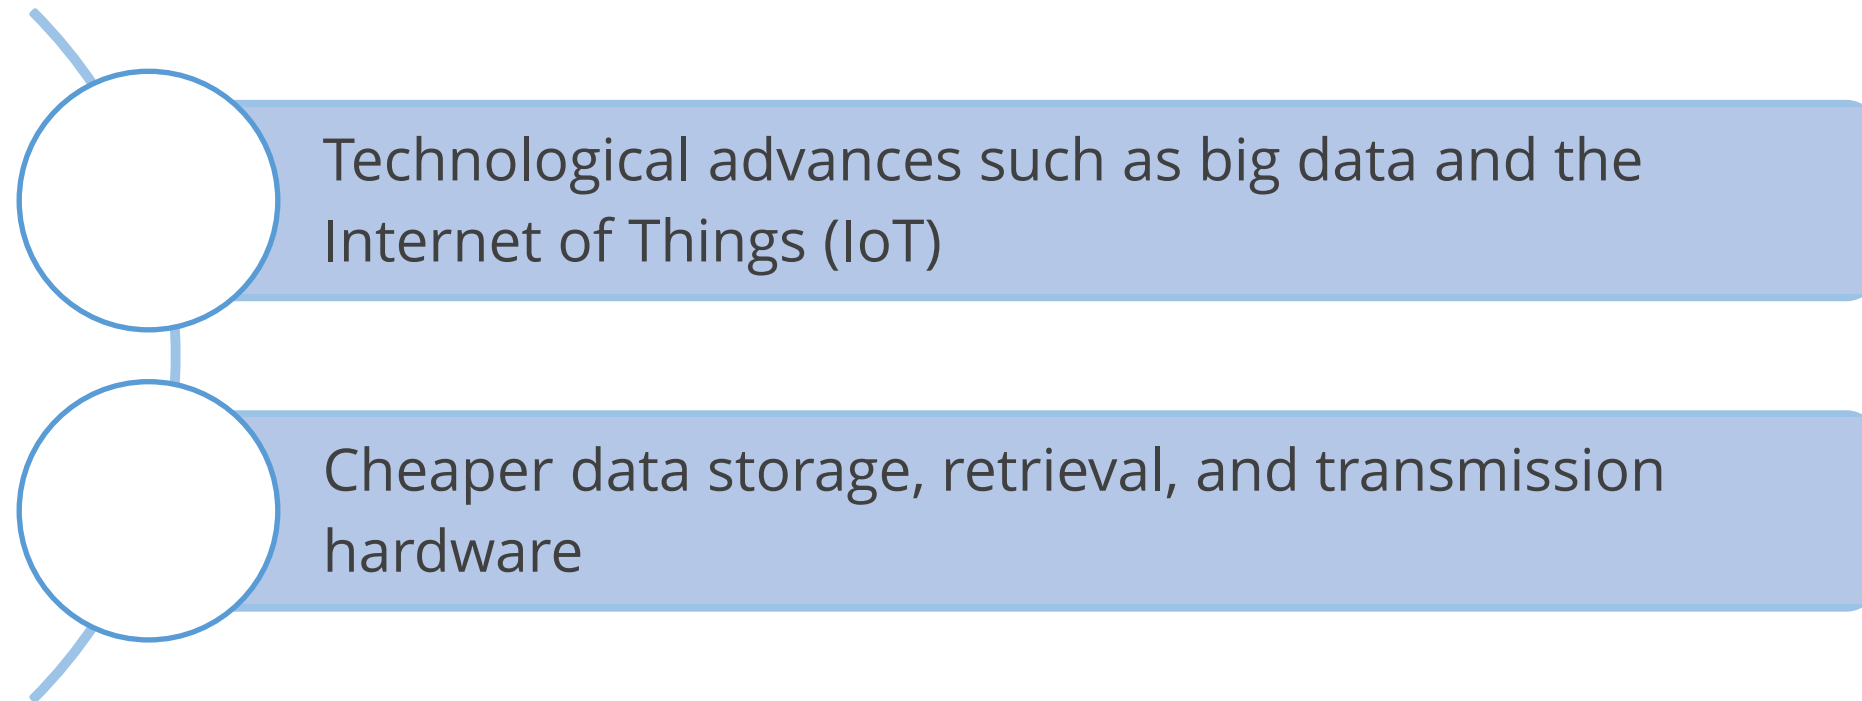 Technological advances such as big data and the
Internet of Things (IoT)
Cheaper data storage, retrieval, and transmission
hardware